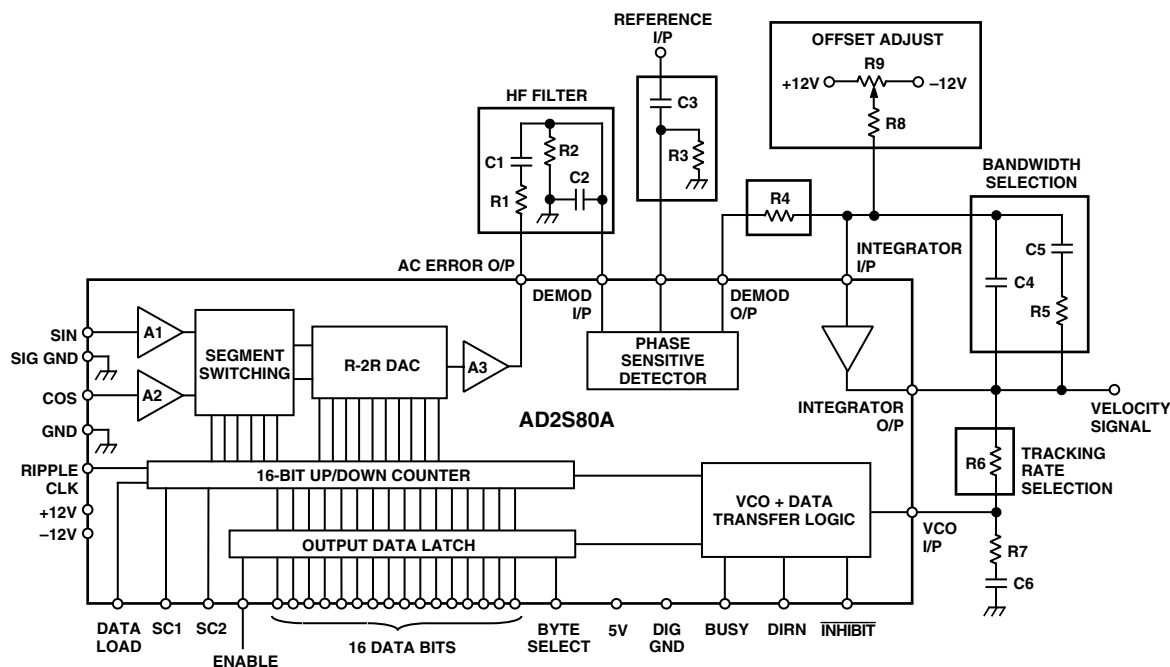 REFERENCE
I/P
OFFSET ADJUST
R9
+12V
–12V
R8
HF FILTER
C3
R3
C1
R2
C2
R1
BANDWIDTH
SELECTION
R4
C5
C4
R5
AC ERROR O/P
INTEGRATOR
I/P
DEMOD
I/P
DEMOD
O/P
SIN
A1
SIG GND
SEGMENT
SWITCHING
R-2R DAC
A3
PHASE
SENSITIVE
DETECTOR
COS
A2
AD2S80A
INTEGRATOR
O/P
VELOCITY
SIGNAL
GND
RIPPLE
CLK
16-BIT UP/DOWN COUNTER
R6
TRACKING
RATE
SELECTION
+12V
–12V
VCO + DATA
TRANSFER LOGIC
VCO
I/P
OUTPUT DATA LATCH
R7
C6
DATA
LOAD
SC1
SC2
ENABLE
16 DATA BITS
BYTE
SELECT
5V
DIG
GND
BUSY
DIRN
INHIBIT